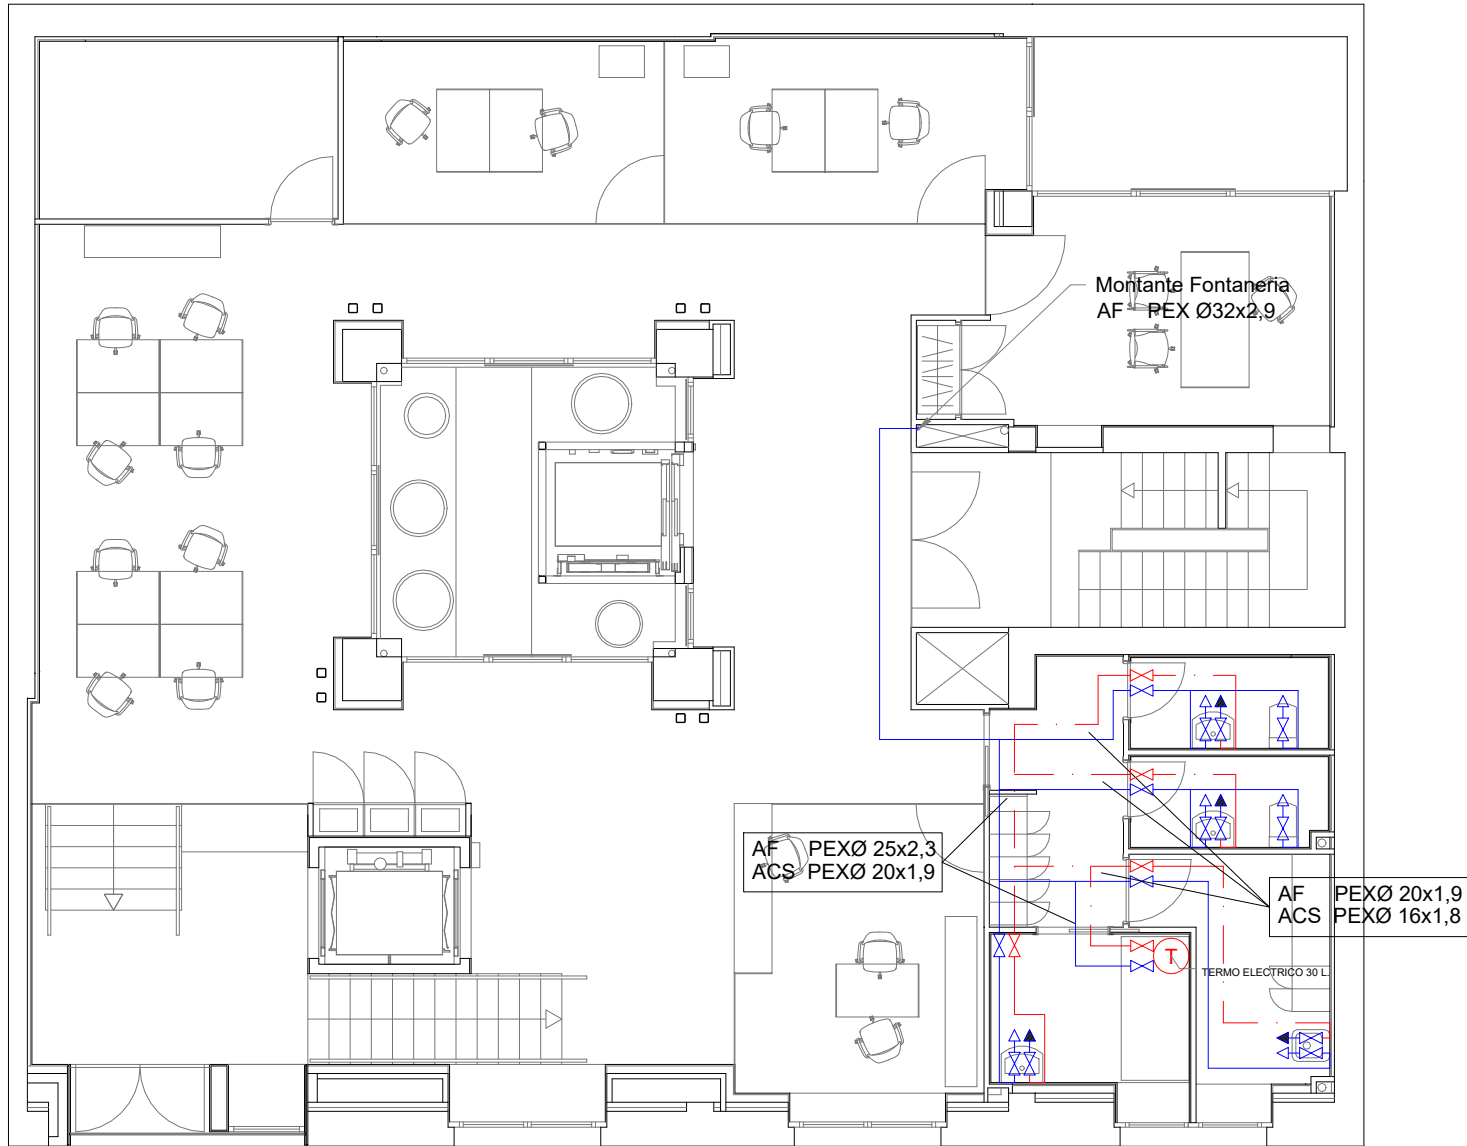 Montante Fontaneria
AF PEX Ø32x2,9
AF PEXØ 25x2,3
ACS PEXØ 20x1,9
AF PEXØ 20x1,9
ACS PEXØ 16x1,8
T
TERMO ELECTRICO 30 L.